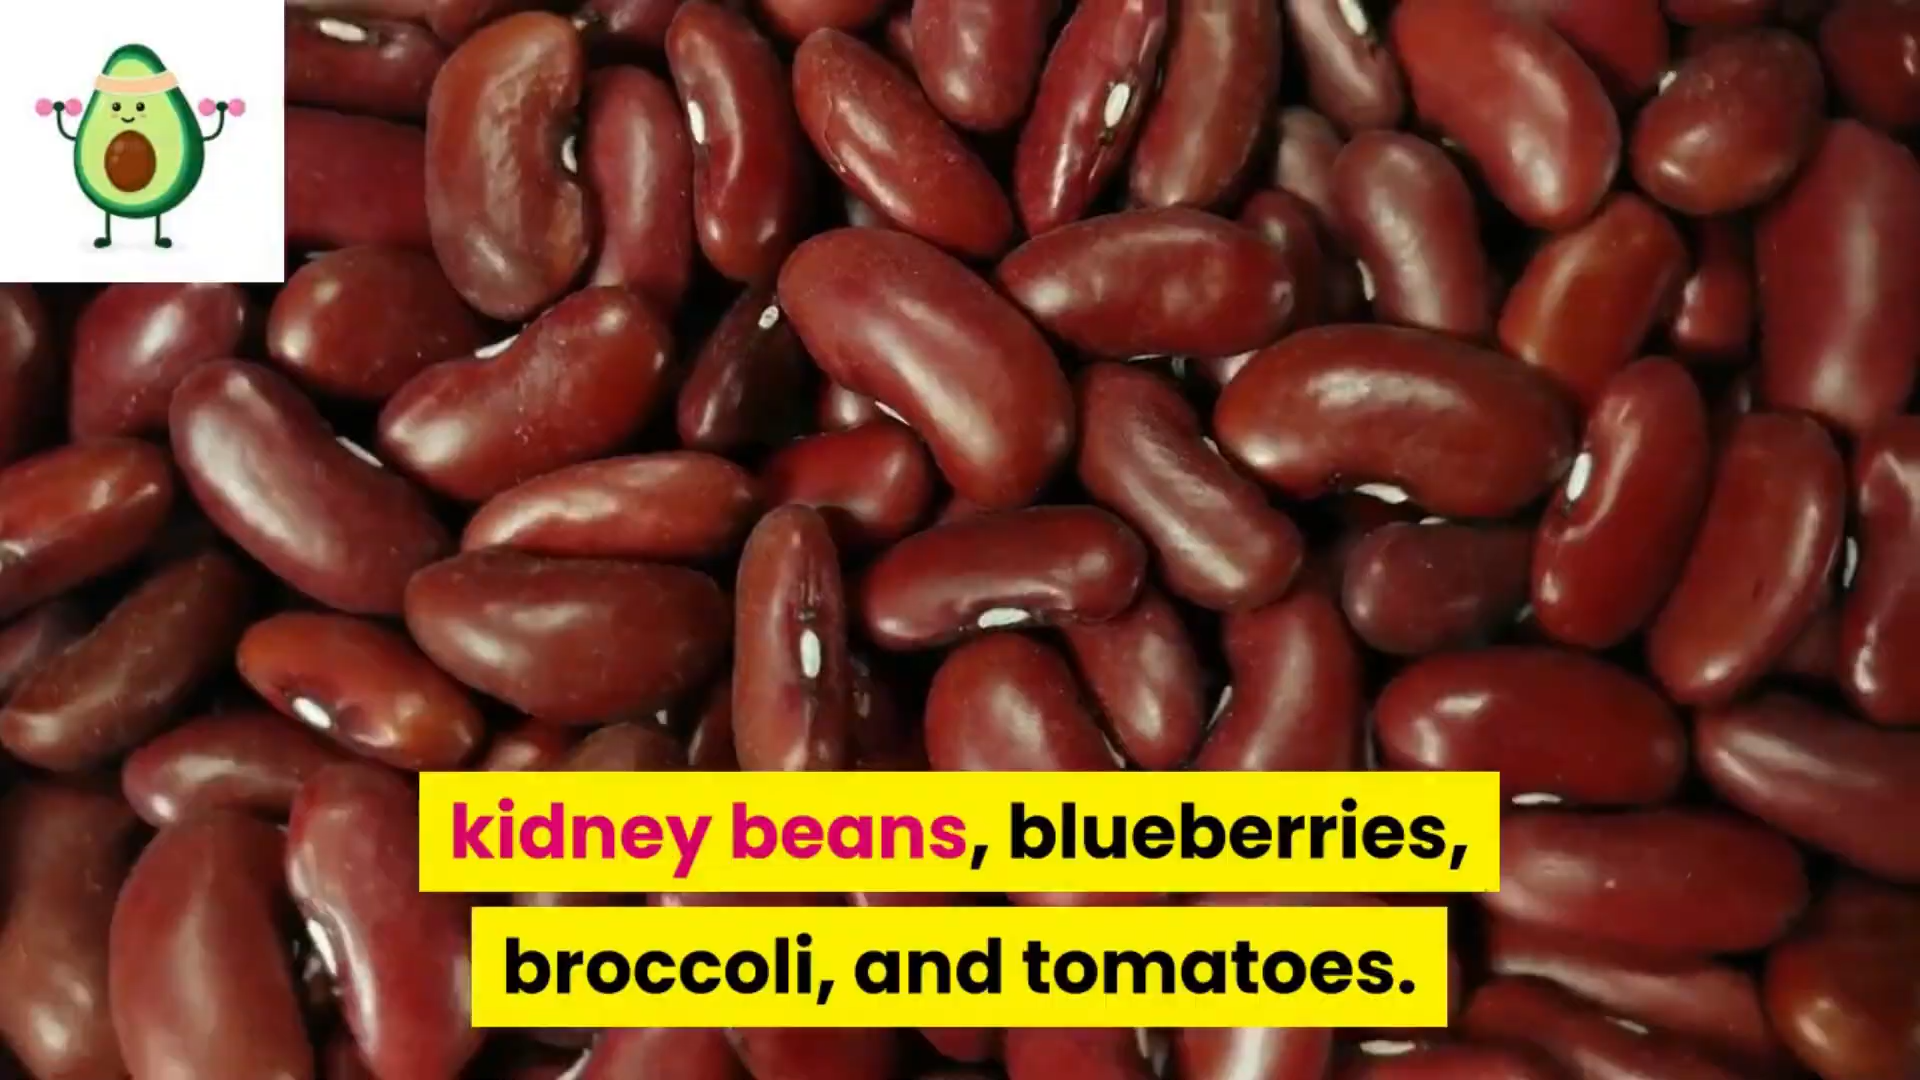 kidney beans, blueberries,
broccoli, and tomatoes.